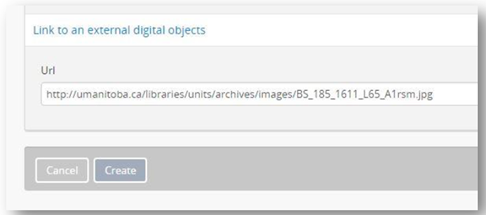 Link to an external digital objects
Url
http://umanitoba.ca/libraries/units/archives/images/BS_185_1611_L65_A1rsm.jpg
Cancel Create